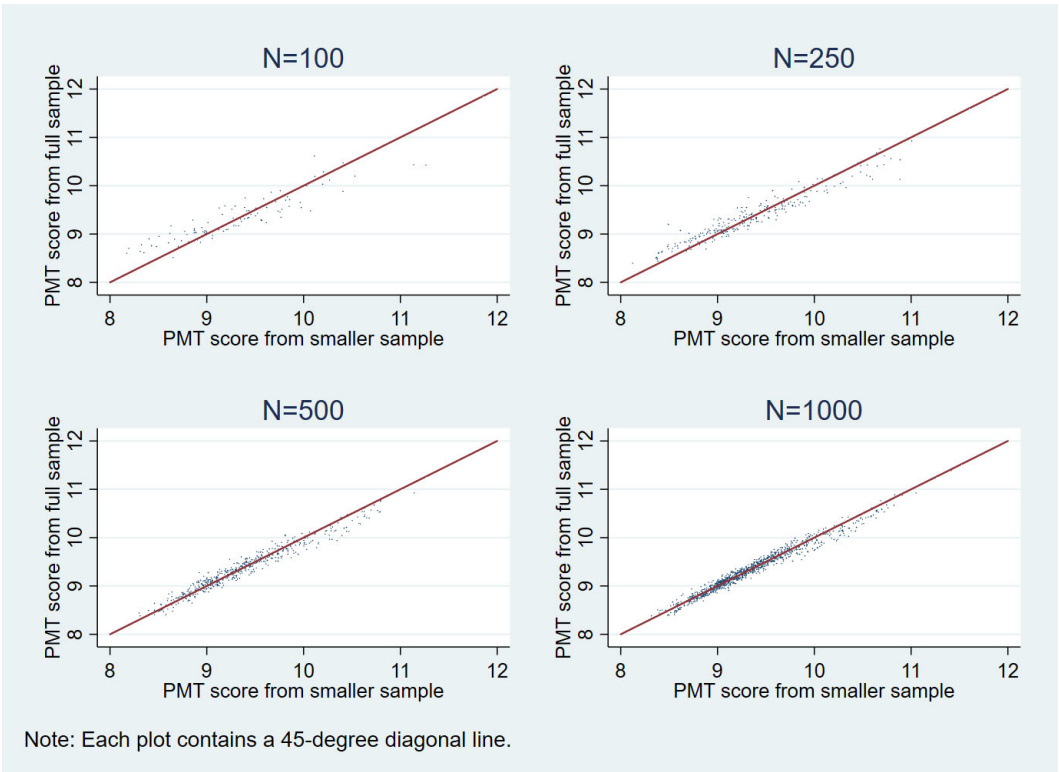 N=100
PMT score from full sample
12
11
10
9
8
8 9 10 11 12
PMT score from smaller sample
N=250
PMT score from full sample
12
11
10
9
8
8 9 10 11 12
PMT score from smaller sample
N=500
PMT score from full sample
12
11
10
9
8
8 9 10 11 12
PMT score from smaller sample
N=1000
PMT score from full sample
12
11
10
9
8
8 9 10 11 12
PMT score from smaller sample
Note: Each plot contains a 45-degree diagonal line.